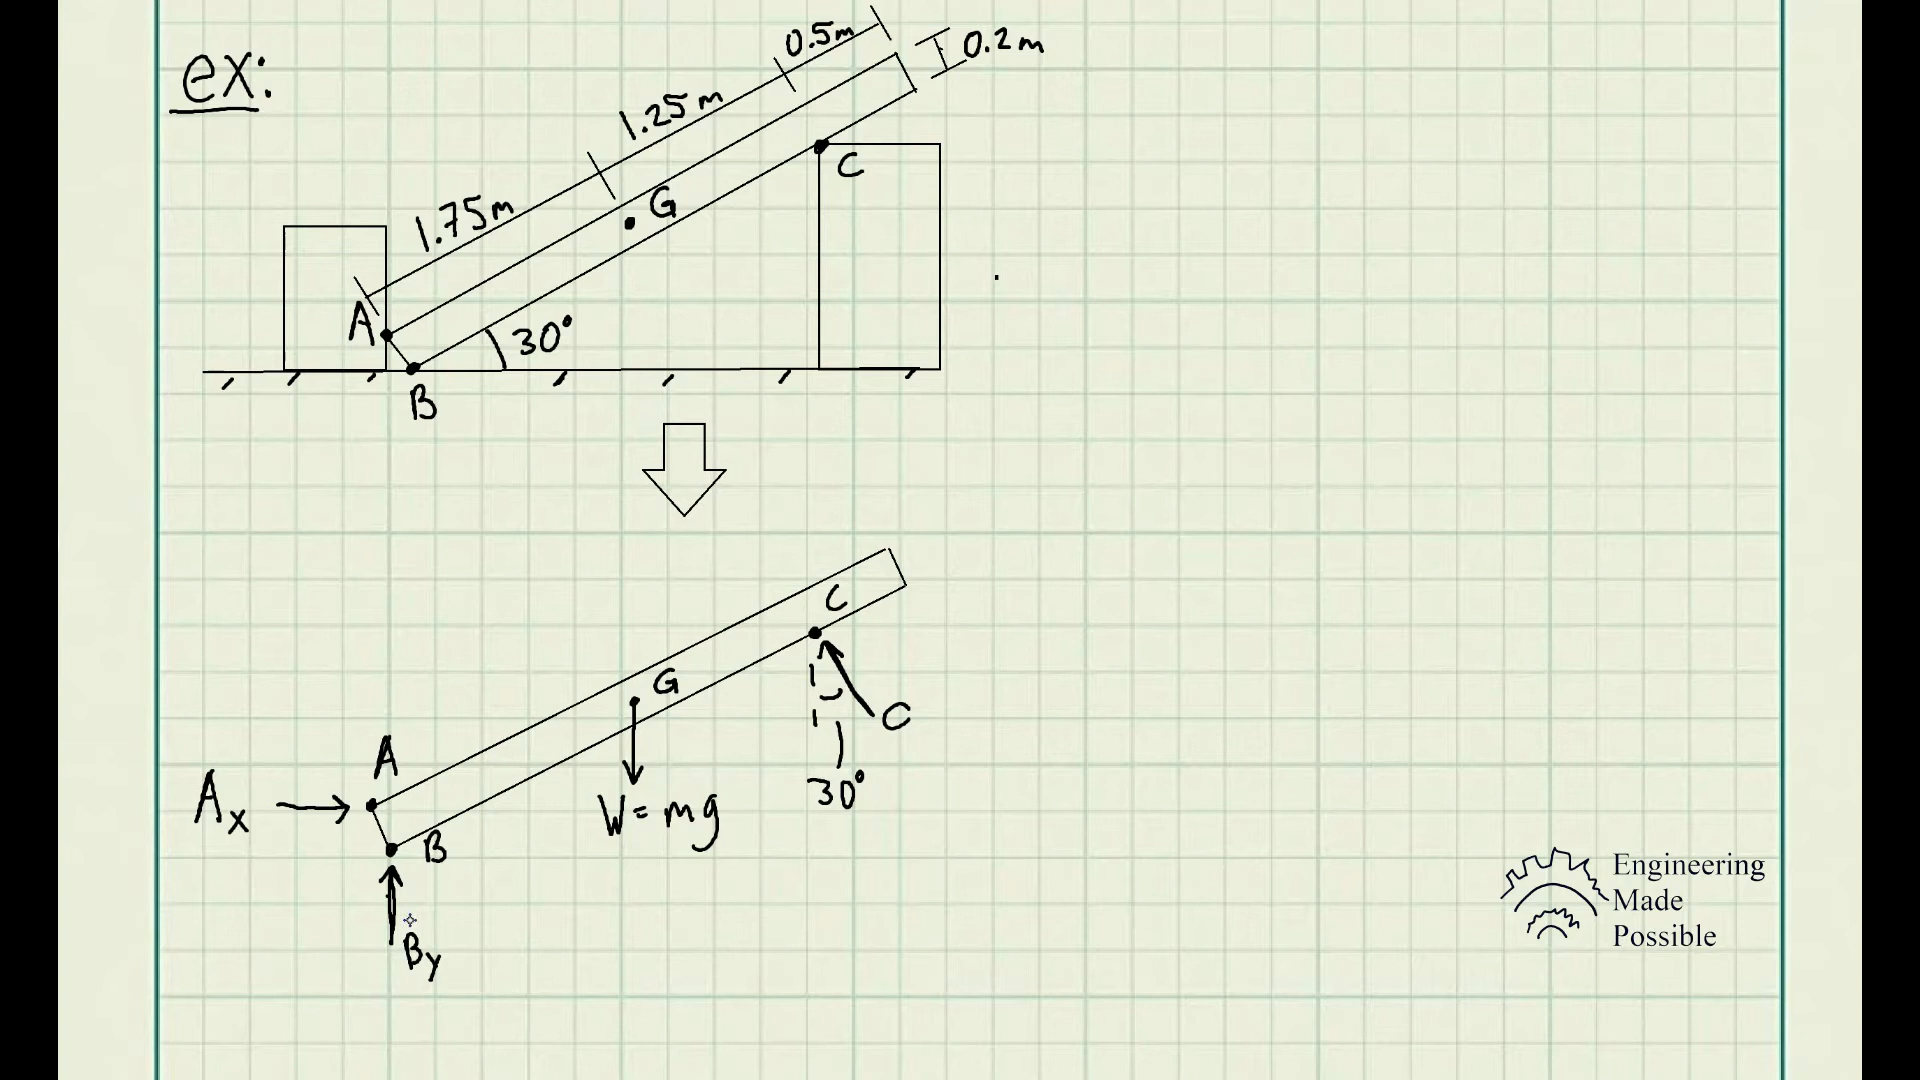 ex:
0.5m
0.2m
1.25m
1.75m
G
C
A
30°
B
C
G
A
C
Ax
W=mg
30°
B
By
Engineering
Made
Possible